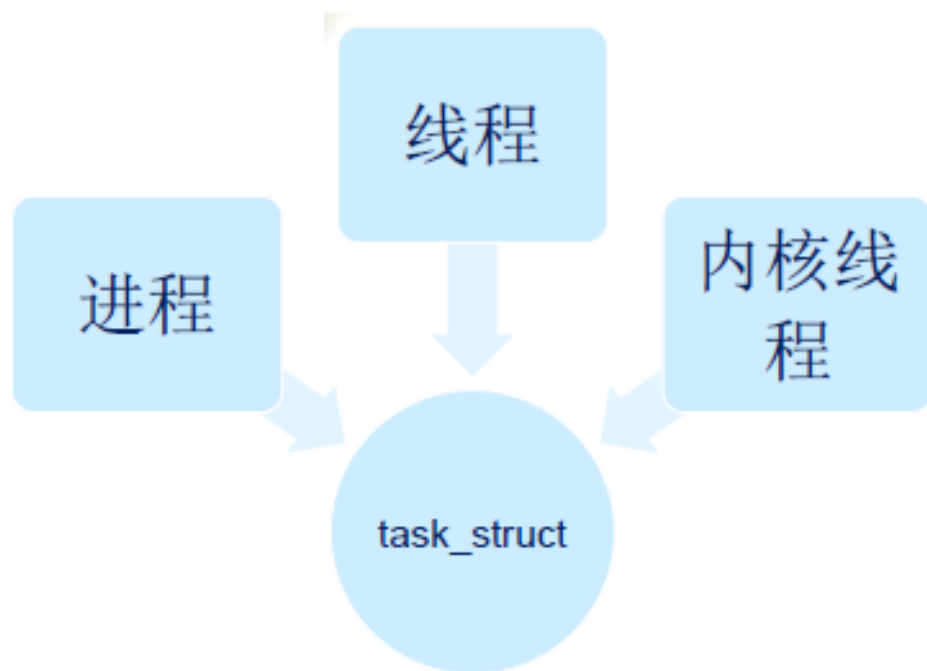 线程
进程
内核线
程
task_struct